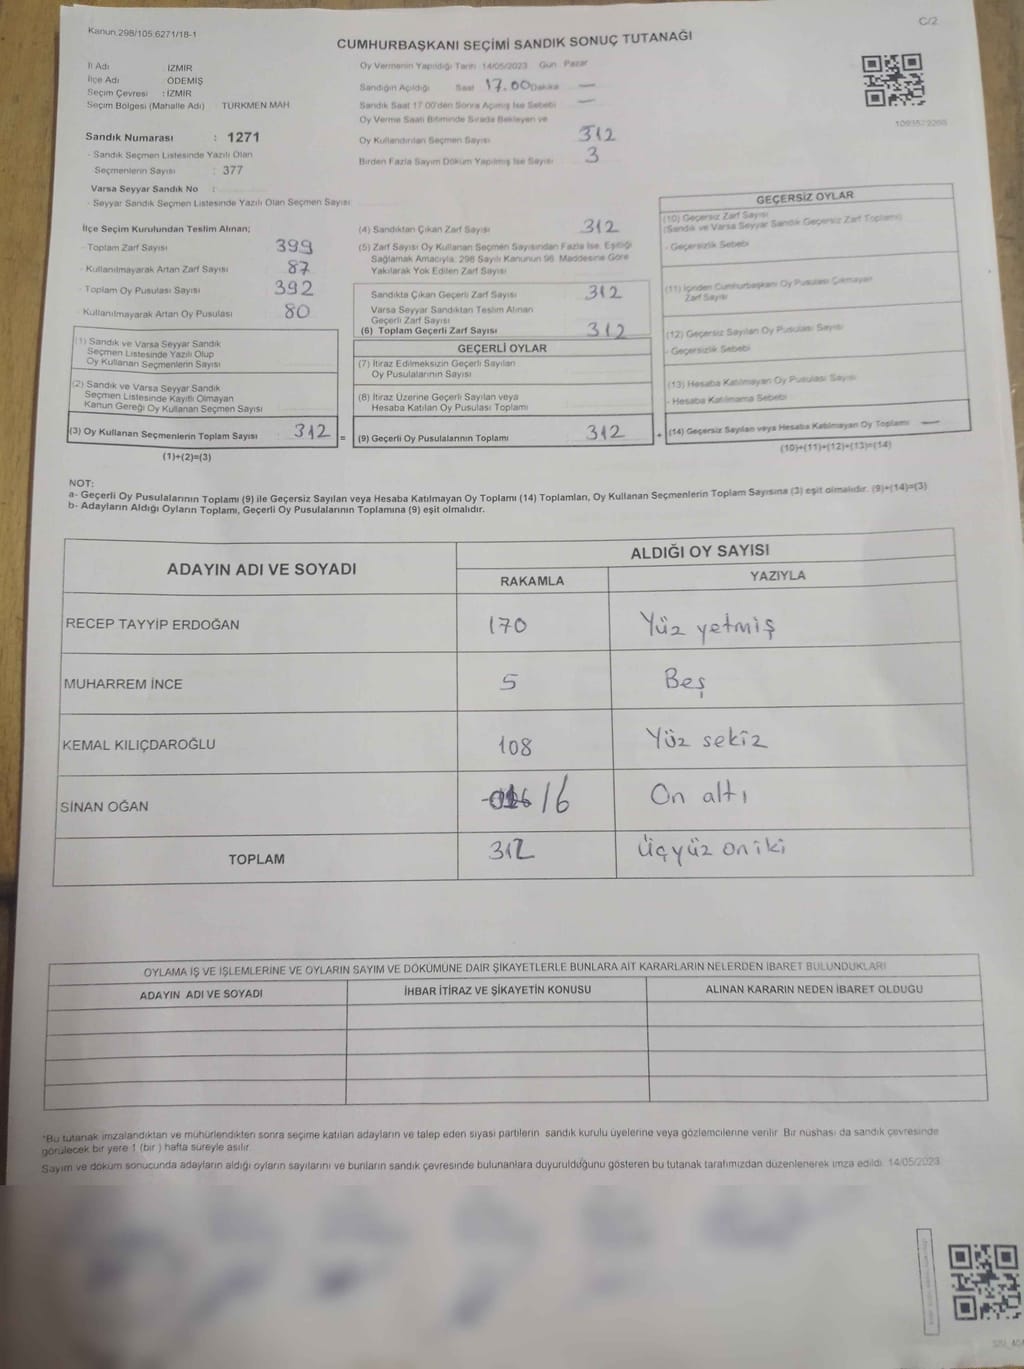 Kanun.298/105.6271/18-1
C/2
CUMHURBAŞKANI SEÇİMİ SANDIK SONUÇ TUTANAĞI
İl Adı : İZMİR
İlçe Adı : ÖDEMİŞ
Seçim Çevresi : İZMİR
Seçim Bölgesi (Mahalle Adı) : TÜRKMEN MAH.
Sandık Numarası : 1271
- Sandık Seçmen Listesinde Yazılı Olan
Seçmenlerin Sayısı : 377
Varsa Seyyar Sandık No :
- Seyyar Sandık Seçmen Listesinde Yazılı Olan Seçmen Sayısı
Oy Vermenin Yapıldığı Tarih 14/05/2023 Gün Pazar
Sandığın Açıldığı Saat 17.00 Dakika —
Sandık Saat 17.00'den Sonra Açılmış İse Sebebi —
Oy Verme Saati Bitiminde Sırada Bekleyen ve
Oy Kullandırılan Seçmen Sayısı 312
Birden Fazla Sayım Döküm Yapılmış İse Sayısı 3
İlçe Seçim Kurulundan Teslim Alınan;
- Toplam Zarf Sayısı 399
- Kullanılmayarak Artan Zarf Sayısı 87
- Toplam Oy Pusulası Sayısı 392
- Kullanılmayarak Artan Oy Pusulası 80
(1) Sandık ve Varsa Seyyar Sandık
Seçmen Listesinde Yazılı Olup
Oy Kullanan Seçmenlerin Sayısı
(2) Sandık ve Varsa Seyyar Sandık
Seçmen Listesinde Kayıtlı Olmayan
Kanun Gereği Oy Kullanan Seçmen Sayısı
(3) Oy Kullanan Seçmenlerin Toplam Sayısı 312 =
(1)+(2)=(3)
(4) Sandıktan Çıkan Zarf Sayısı 312
(5) Zarf Sayısı Oy Kullanan Seçmen Sayısından Fazla İse, Eşitliği
Sağlamak Amacıyla, 298 Sayılı Kanunun 98. Maddesine Göre
Yakılarak Yok Edilen Zarf Sayısı
Sandıkta Çıkan Geçerli Zarf Sayısı 312
Varsa Seyyar Sandıktan Teslim Alınan
Geçerli Zarf Sayısı
(6) Toplam Geçerli Zarf Sayısı 312
GEÇERLİ OYLAR
(7) İtiraz Edilmeksizin Geçerli Sayılan
Oy Pusulalarının Sayısı
(8) İtiraz Üzerine Geçerli Sayılan veya
Hesaba Katılan Oy Pusulası Toplamı
(9) Geçerli Oy Pusulalarının Toplamı 312 +
GEÇERSİZ OYLAR
(10) Geçersiz Zarf Sayısı
(Sandık ve Varsa Seyyar Sandık Geçersiz Zarf Toplamı)
- Geçersizlik Sebebi
(11) İçinden Cumhurbaşkanı Oy Pusulası Çıkmayan
Zarf Sayısı
(12) Geçersiz Sayılan Oy Pusulası Sayısı
- Geçersizlik Sebebi
(13) Hesaba Katılmayan Oy Pusulası Sayısı
- Hesaba Katılmama Sebebi
(14) Geçersiz Sayılan veya Hesaba Katılmayan Oy Toplamı —
(10)+(11)+(12)+(13)=(14)
NOT:
a- Geçerli Oy Pusulalarının Toplamı (9) ile Geçersiz Sayılan veya Hesaba Katılmayan Oy Toplamı (14) Toplamları, Oy Kullanan Seçmenlerin Toplam Sayısına (3) eşit olmalıdır. (9)+(14)=(3)
b- Adayların Aldığı Oyların Toplamı, Geçerli Oy Pusulalarının Toplamına (9) eşit olmalıdır.
ADAYIN ADI VE SOYADI ALDIĞI OY SAYISI
RAKAMLA YAZIYLA
RECEP TAYYİP ERDOĞAN 170 Yüz yetmiş
MUHARREM İNCE 5 Beş
KEMAL KILIÇDAROĞLU 108 Yüz sekiz
SİNAN OĞAN 16 On altı
TOPLAM 312 Üçyüz oniki
OYLAMA İŞ VE İŞLEMLERİNE VE OYLARIN SAYIM VE DÖKÜMÜNE DAİR ŞİKAYETLERLE BUNLARA AİT KARARLARIN NELERDEN İBARET BULUNDUKLARI
ADAYIN ADI VE SOYADI İHBAR İTİRAZ VE ŞİKAYETİN KONUSU ALINAN KARARIN NEDEN İBARET OLDUĞU
*Bu tutanak imzalandıktan ve mühürlendikten sonra seçime katılan adayların ve talep eden siyasi partilerin sandık kurulu üyelerine veya gözlemcilerine verilir. Bir nüshası da sandık çevresinde
görülecek bir yere 1 (bir ) hafta süreyle asılır.
Sayım ve döküm sonucunda adayların aldığı oyların sayılarını ve bunların sandık çevresinde bulunanlara duyurulduğunu gösteren bu tutanak tarafımızdan düzenlenerek imza edildi. 14/05/2023